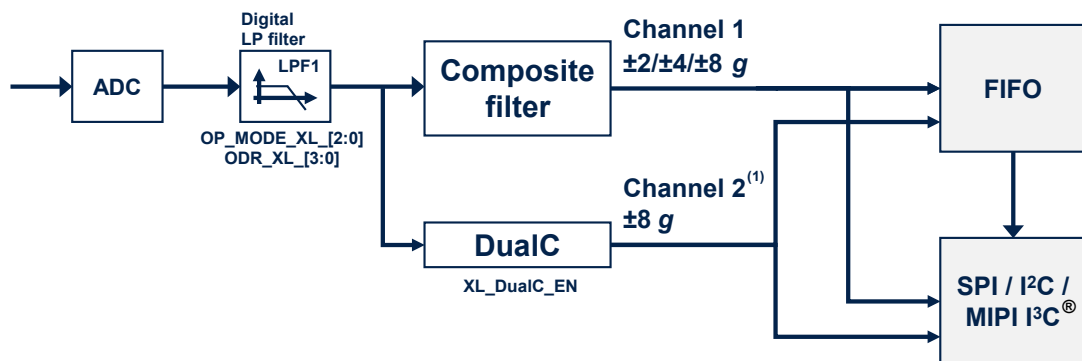 Digital
LP filter
ADC
LPF1
OP_MODE_XL_[2:0]
ODR_XL_[3:0]
Composite
filter
Channel 1
±2/±4/±8 g
FIFO
Channel 2(1)
±8 g
DualC
XL_DualC_EN
SPI / I²C /
MIPI I³C®